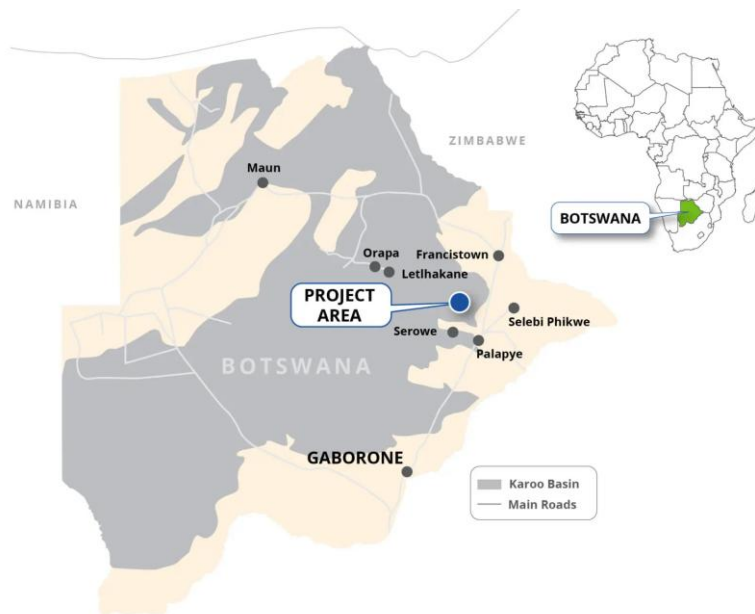 ZIMBABWE
Maun
NAMIBIA
BOTSWANA
Orapa
Francistown
Letlhakane
PROJECT
AREA
Selebi Phikwe
Serowe
Palapye
BOTSWANA
GABORONE
Karoo Basin
Main Roads